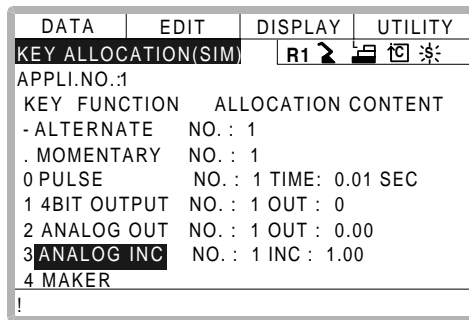 DATA EDIT DISPLAY UTILITY
KEY ALLOCATION(SIM) R1 C S
APPLI.NO.:1
KEY FUNCTION ALLOCATION CONTENT
- ALTERNATE NO. : 1
. MOMENTARY NO. : 1
0 PULSE NO. : 1 TIME: 0.01 SEC
1 4BIT OUTPUT NO. : 1 OUT : 0
2 ANALOG OUT NO. : 1 OUT : 0.00
3 ANALOG INC NO. : 1 INC : 1.00
4 MAKER
!